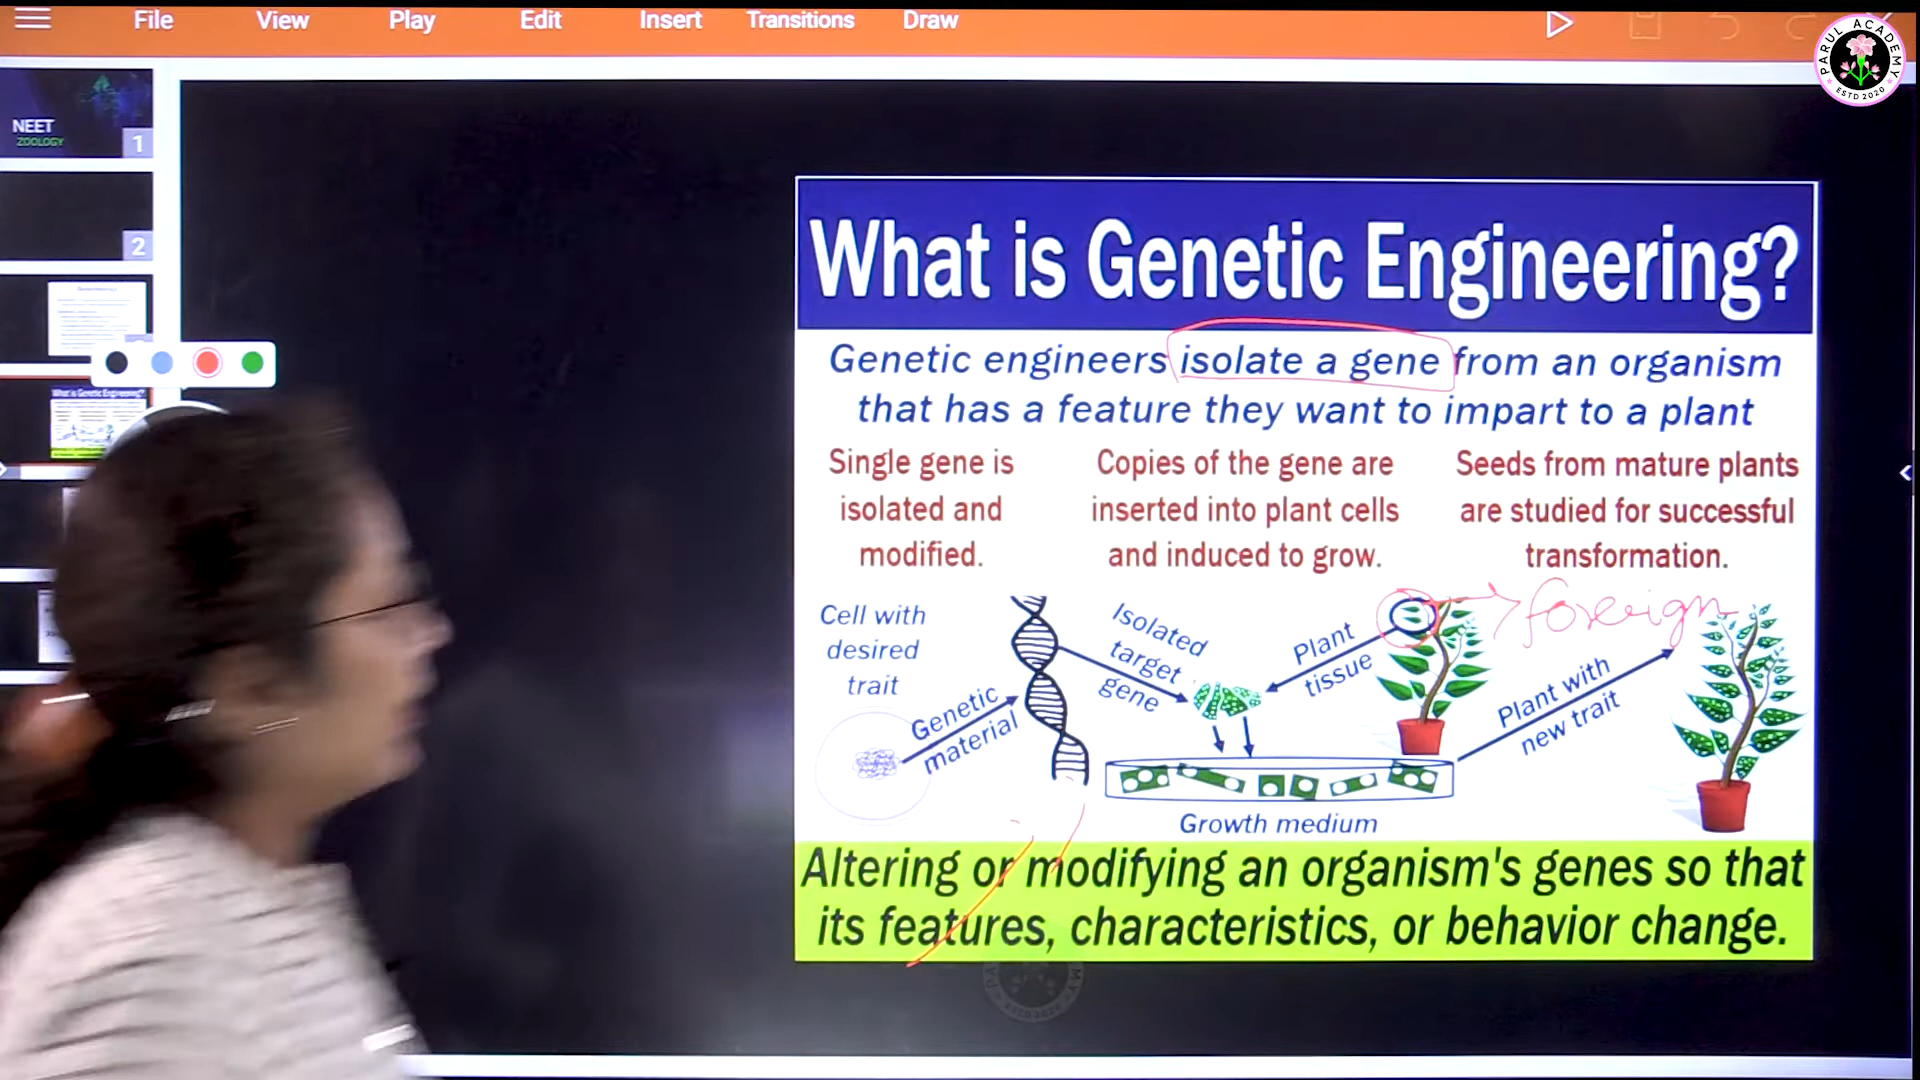 File View Play Edit Insert Transitions Draw
PARUL ACADEMY
ESTD 2020
NEET
ZOOLOGY
1
2
What is Genetic Engineering?
What is Genetic Engineering?
Genetic engineers isolate a gene from an organism
that has a feature they want to impart to a plant
Single gene is
isolated and
modified.
Copies of the gene are
inserted into plant cells
and induced to grow.
Seeds from mature plants
are studied for successful
transformation.
Cell with
desired
trait
Genetic
material
Isolated
target
gene
Plant
tissue
foreign
Plant with
new trait
Growth medium
Altering or modifying an organism's genes so that
its features, characteristics, or behavior change.